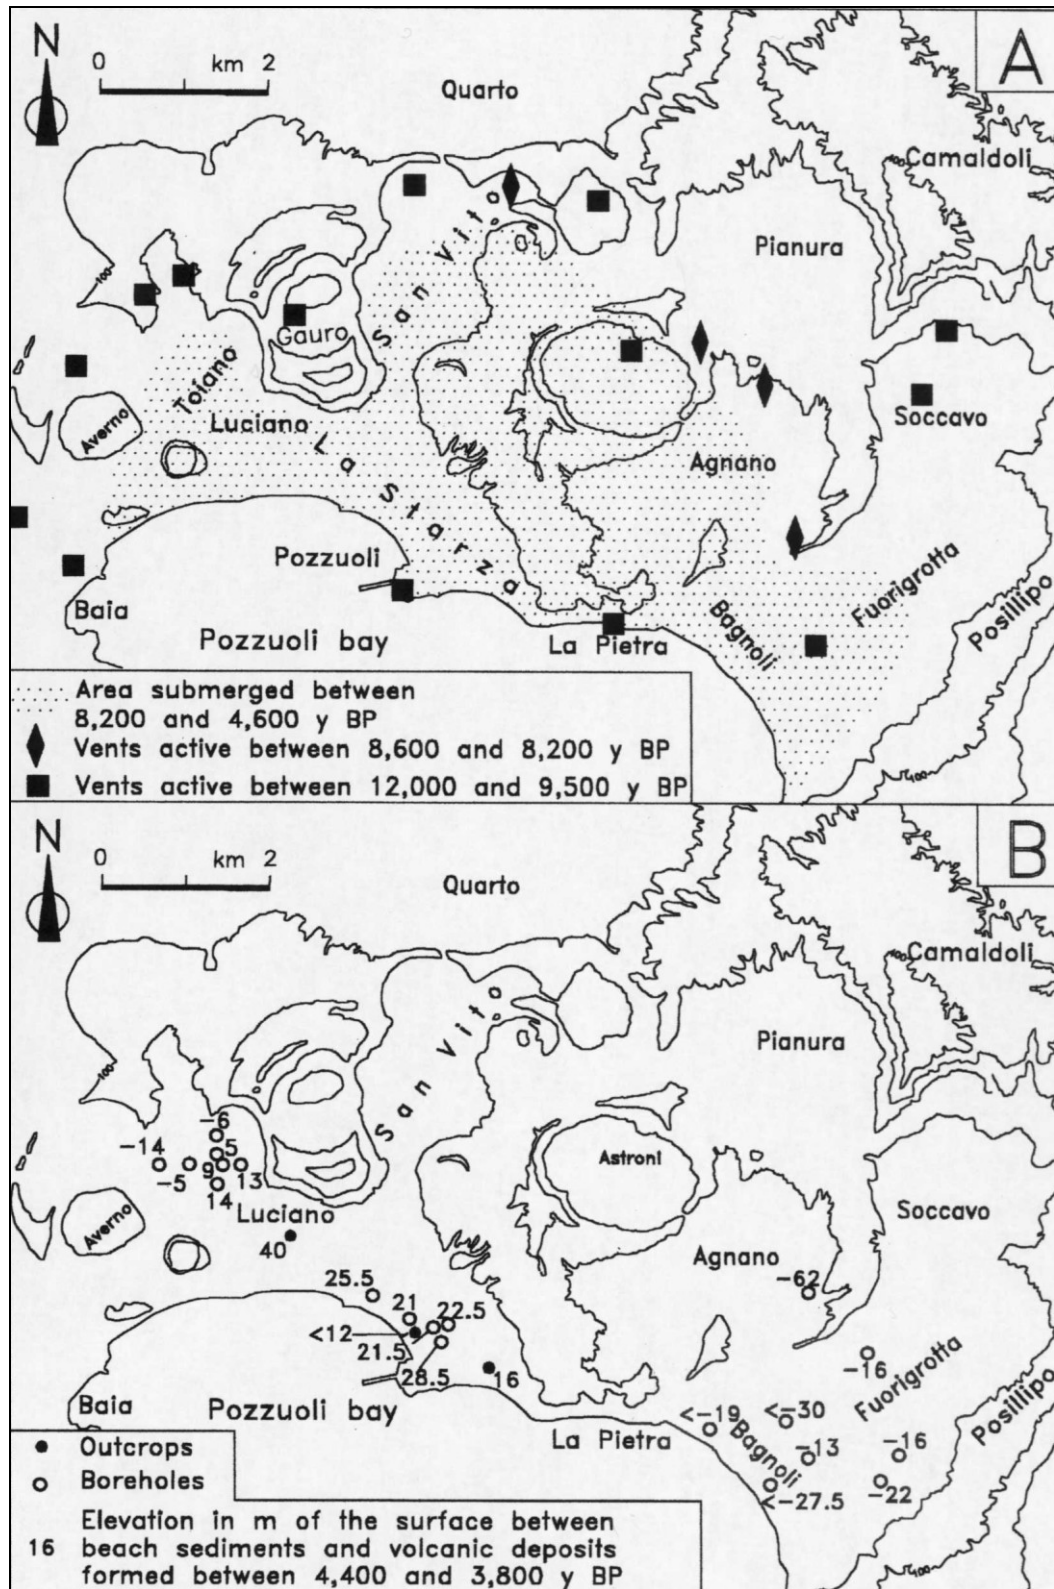 A
N
0 km 2
Quarto
Camaldoli
Pianura
San Vito
100
Gauro
Toiano
Averno
Luciano
La Starza
Soccavo
Agnano
Pozzuoli
Baia
Fuorigrotta
Bagnoli
Posillipo
Pozzuoli bay
La Pietra
100
Area submerged between
8,200 and 4,600 y BP
Vents active between 8,600 and 8,200 y BP
Vents active between 12,000 and 9,500 y BP
B
N
0 km 2
Quarto
100
Camaldoli
Pianura
San Vito
100
-6
-14
5
-5
9
13
14
Astroni
Averno
Luciano
40
Soccavo
Agnano
-62
25.5
21
22.5
<12
21.5
28.5
16
-16
Fuorigrotta
Baia
Pozzuoli bay
La Pietra
<-19
<-30
Bagnoli
-13
-16
<-27.5
-22
Posillipo
100
Outcrops
Boreholes
Elevation in m of the surface between
16 beach sediments and volcanic deposits
formed between 4,400 and 3,800 y BP